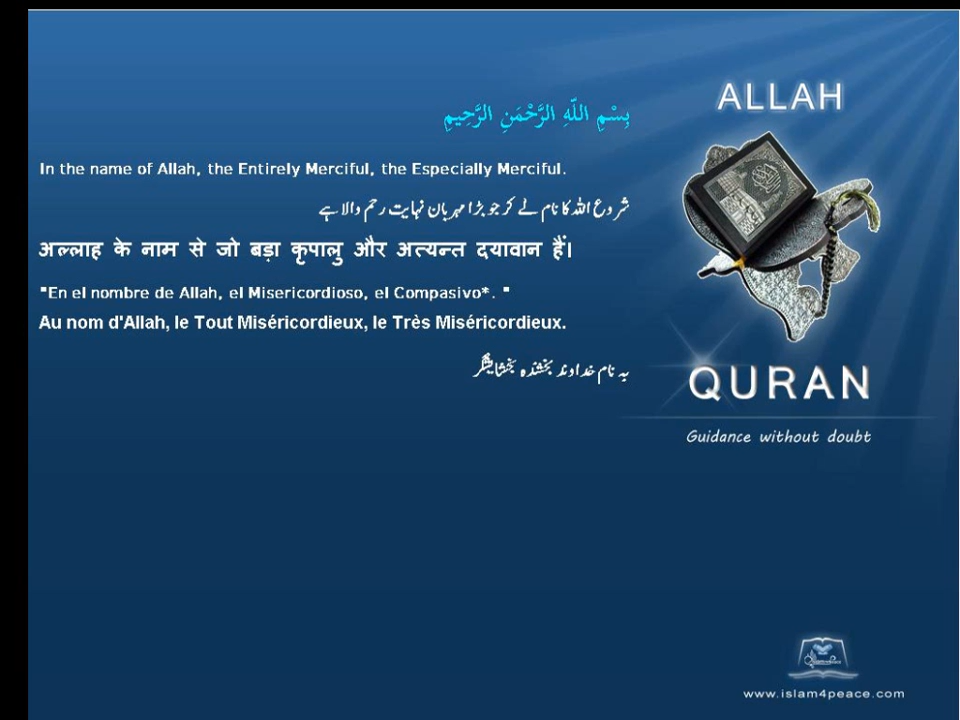 بِسْمِ اللَّهِ الرَّحْمَنِ الرَّحِيمِ
In the name of Allah, the Entirely Merciful, the Especially Merciful.
شروع اللہ کا نام لے کر جو بڑا مہربان نہایت رحم والا ہے
अल्लाह के नाम से जो बड़ा कृपालु और अत्यन्त दयावान हैं।
"En el nombre de Allah, el Misericordioso, el Compasivo*. "
Au nom d'Allah, le Tout Miséricordieux, le Très Miséricordieux.
به نام خداوند بخشنده بخشایشگر
ALLAH
QURAN
Guidance without doubt
www.islam4peace.com